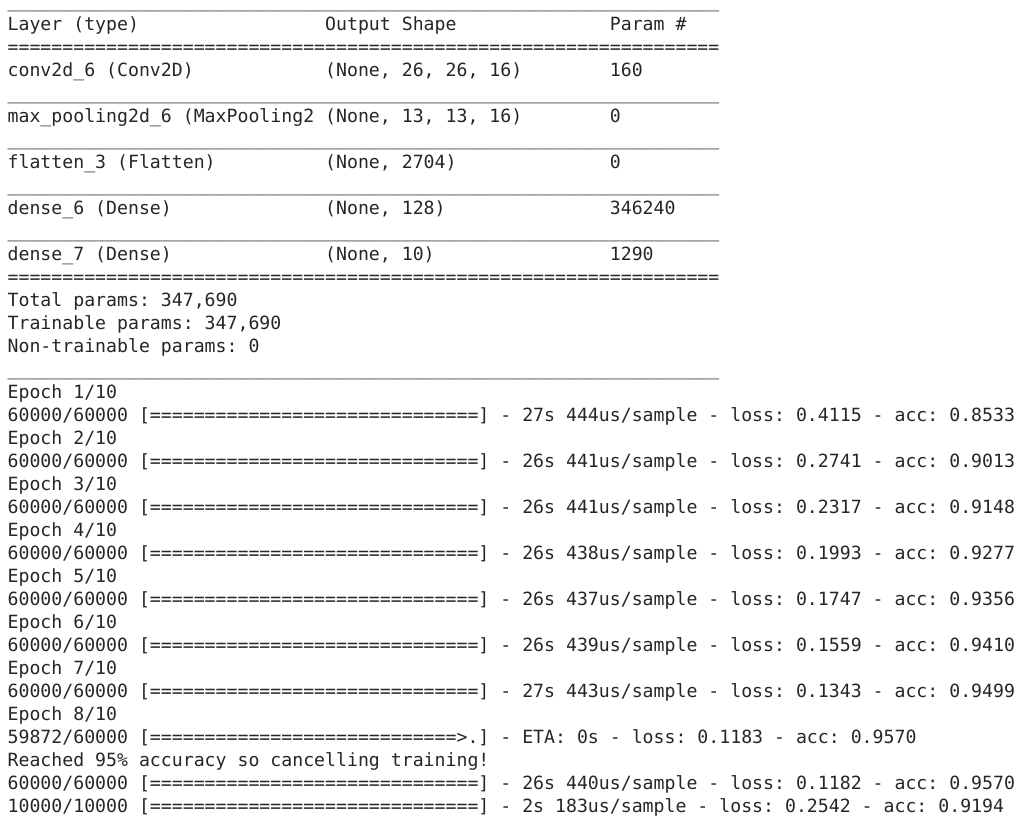 Layer (type)                 Output Shape              Param #
=================================================================
conv2d_6 (Conv2D)            (None, 26, 26, 16)        160
_________________________________________________________________
max_pooling2d_6 (MaxPooling2 (None, 13, 13, 16)        0
_________________________________________________________________
flatten_3 (Flatten)          (None, 2704)              0
_________________________________________________________________
dense_6 (Dense)              (None, 128)               346240
_________________________________________________________________
dense_7 (Dense)              (None, 10)                1290
=================================================================
Total params: 347,690
Trainable params: 347,690
Non-trainable params: 0
_________________________________________________________________
Epoch 1/10
60000/60000 [==============================] - 27s 444us/sample - loss: 0.4115 - acc: 0.8533
Epoch 2/10
60000/60000 [==============================] - 26s 441us/sample - loss: 0.2741 - acc: 0.9013
Epoch 3/10
60000/60000 [==============================] - 26s 441us/sample - loss: 0.2317 - acc: 0.9148
Epoch 4/10
60000/60000 [==============================] - 26s 438us/sample - loss: 0.1993 - acc: 0.9277
Epoch 5/10
60000/60000 [==============================] - 26s 437us/sample - loss: 0.1747 - acc: 0.9356
Epoch 6/10
60000/60000 [==============================] - 26s 439us/sample - loss: 0.1559 - acc: 0.9410
Epoch 7/10
60000/60000 [==============================] - 27s 443us/sample - loss: 0.1343 - acc: 0.9499
Epoch 8/10
59872/60000 [============================>.] - ETA: 0s - loss: 0.1183 - acc: 0.9570
Reached 95% accuracy so cancelling training!
60000/60000 [==============================] - 26s 440us/sample - loss: 0.1182 - acc: 0.9570
10000/10000 [==============================] - 2s 183us/sample - loss: 0.2542 - acc: 0.9194